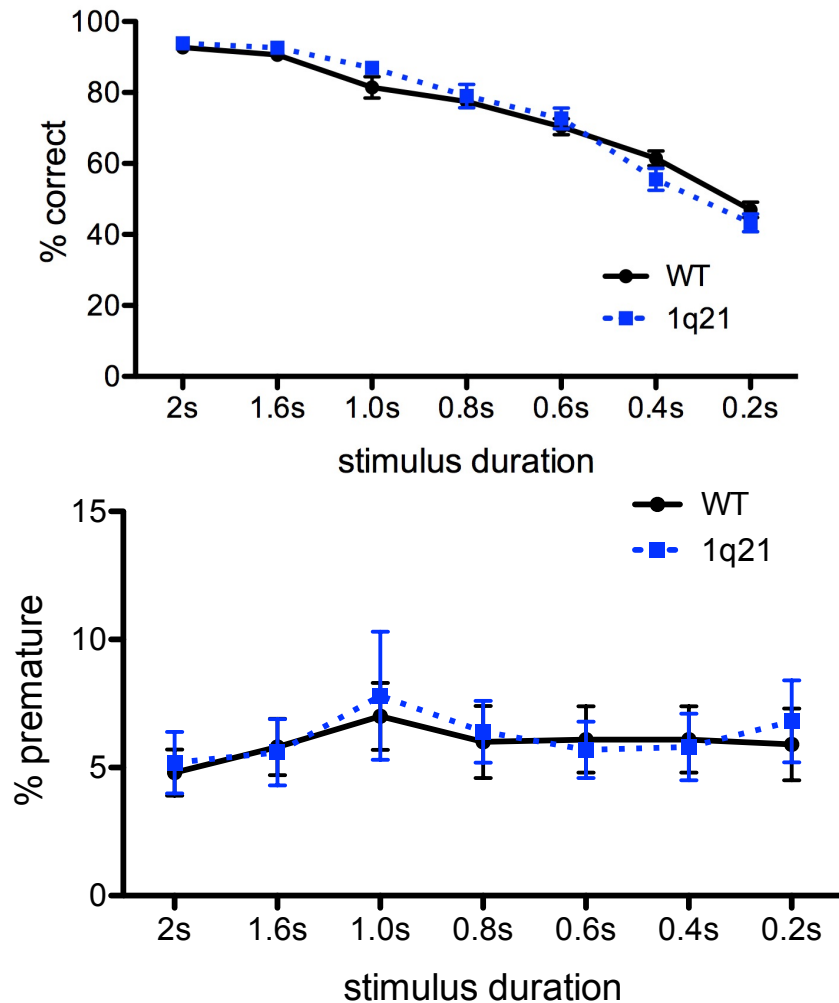 100
80
60
40
20
0
% correct
WT
1q21
2s 1.6s 1.0s 0.8s 0.6s 0.4s 0.2s
stimulus duration
15
10
5
0
% premature
WT
1q21
2s 1.6s 1.0s 0.8s 0.6s 0.4s 0.2s
stimulus duration